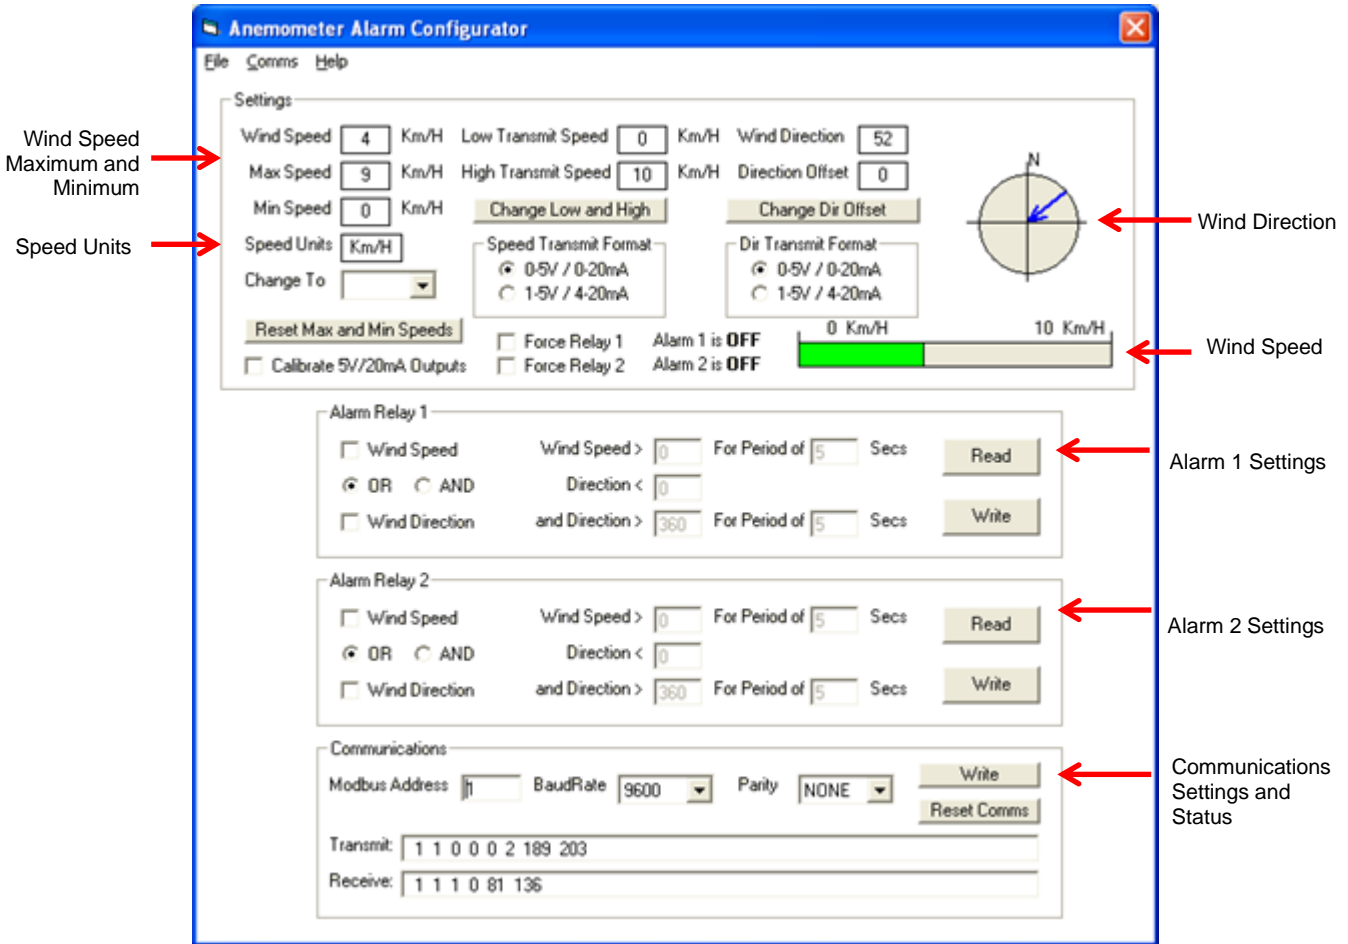 Anemometer Alarm Configurator
File Comms Help
Settings
Wind Speed 4 Km/H Low Transmit Speed 0 Km/H Wind Direction 52
Max Speed 9 Km/H High Transmit Speed 10 Km/H Direction Offset 0
Min Speed 0 Km/H Change Low and High Change Dir Offset
Speed Units Km/H Speed Transmit Format Dir Transmit Format
0-5V / 0-20mA 0-5V / 0-20mA
Change To 1-5V / 4-20mA 1-5V / 4-20mA
N
Reset Max and Min Speeds Force Relay 1 Alarm 1 is OFF 0 Km/H 10 Km/H
Calibrate 5V//20mA Outputs Force Relay 2 Alarm 2 is OFF
Alarm Relay 1
Wind Speed Wind Speed > 0 For Period of 5 Secs Read
OR AND Direction < 0
Wind Direction and Direction > 360 For Period of 5 Secs Write
Alarm Relay 2
Wind Speed Wind Speed > 0 For Period of 5 Secs Read
OR AND Direction < 0
Wind Direction and Direction > 360 For Period of 5 Secs Write
Communications
Modbus Address 1 BaudRate 9600 Parity NONE Write
Reset Comms
Transmit: 1 1 0 0 0 2 189 203
Receive: 1 1 1 0 81 136
Wind Speed
Maximum and
Minimum
Speed Units
Wind Direction
Wind Speed
Alarm 1 Settings
Alarm 2 Settings
Communications
Settings and
Status